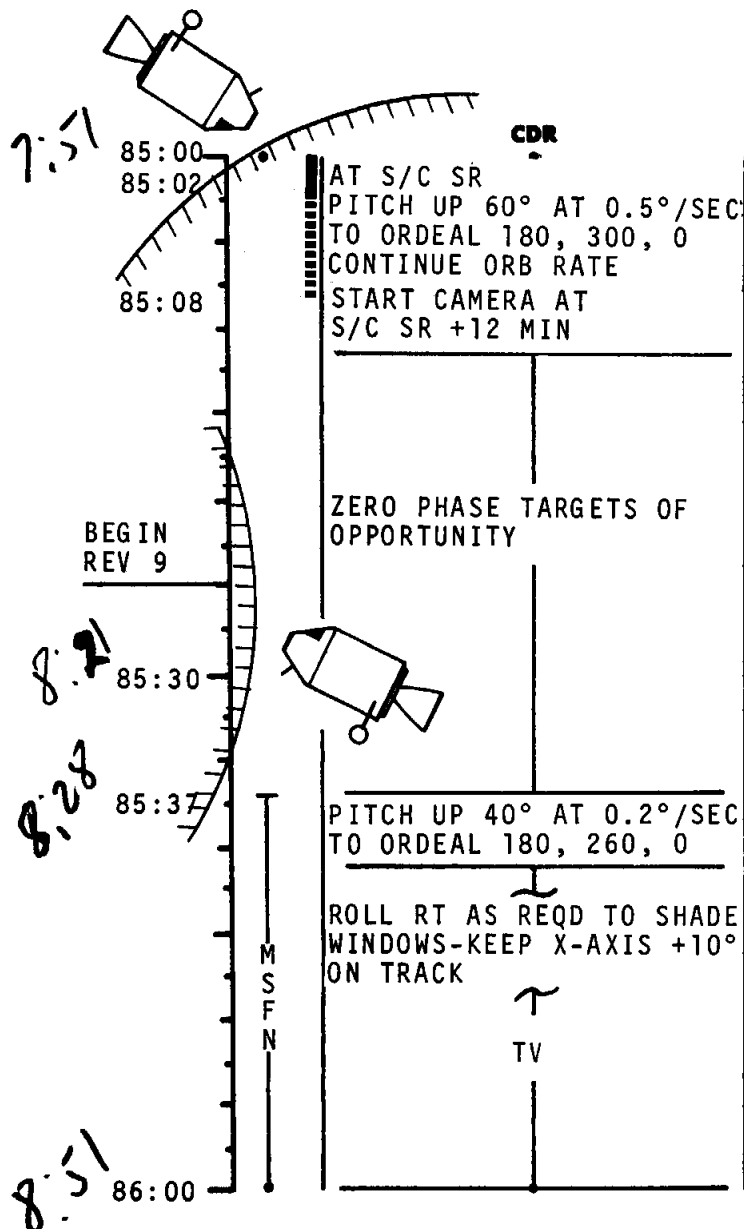 CDR
7:51
85:00
85:02
AT S/C SR
PITCH UP 60° AT 0.5°/SEC
TO ORDEAL 180, 300, 0
CONTINUE ORB RATE
85:08
START CAMERA AT
S/C SR +12 MIN
ZERO PHASE TARGETS OF
OPPORTUNITY
BEGIN
REV 9
85:30
8:28
85:37
PITCH UP 40° AT 0.2°/SEC
TO ORDEAL 180, 260, 0
ROLL RT AS REQD TO SHADE
WINDOWS-KEEP X-AXIS +10°
ON TRACK
MSFN
TV
8:51
86:00